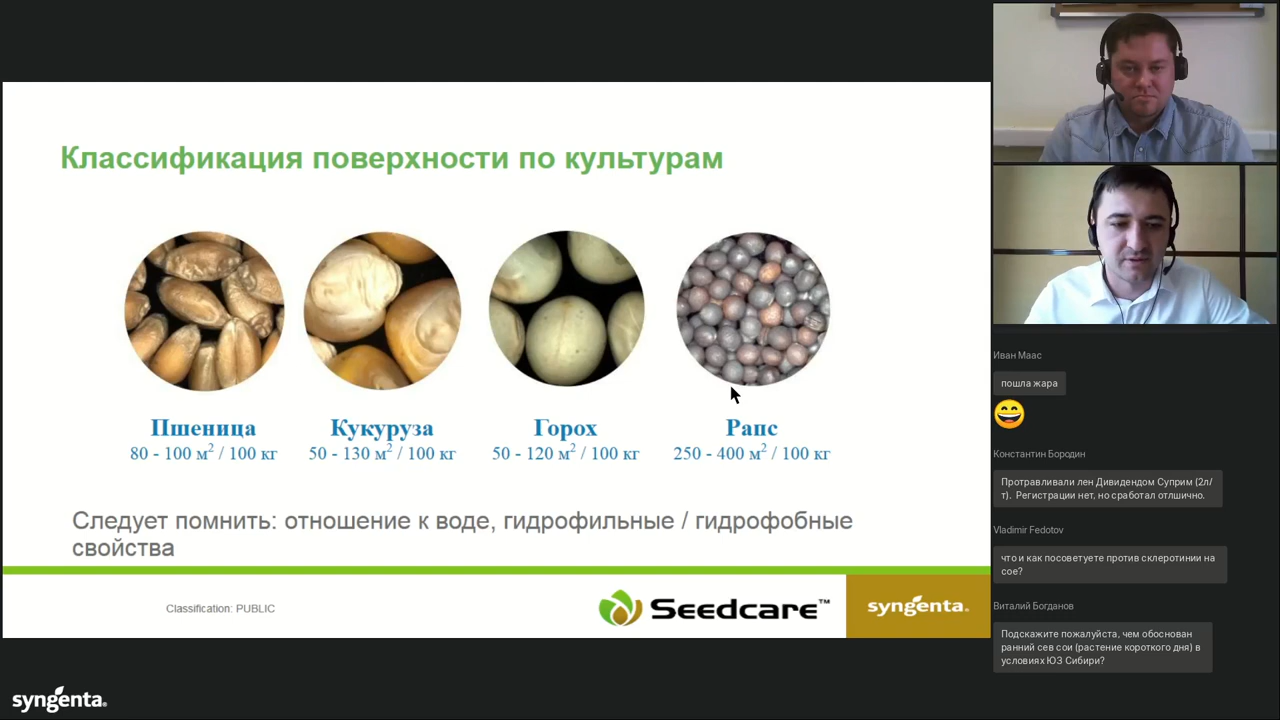 Классификация поверхности по культурам
Пшеница
80 - 100 м2 / 100 кг
Кукуруза
50 - 130 м2 / 100 кг
Горох
50 - 120 м2 / 100 кг
Рапс
250 - 400 м2 / 100 кг
Следует помнить: отношение к воде, гидрофильные / гидрофобные
свойства
Classification: PUBLIC
Seedcare™
syngenta.
syngenta.
Иван Маас
пошла жара
Константин Бородин
Протравливали лен Дивидендом Суприм (2л/
т). Регистрации нет, но сработал отлшично.
Vladimir Fedotov
что и как посоветуете против склеротинии на
сое?
Виталий Богданов
Подскажите пожалуйста, чем обоснован
ранний сев сои (растение короткого дня) в
условиях ЮЗ Сибири?